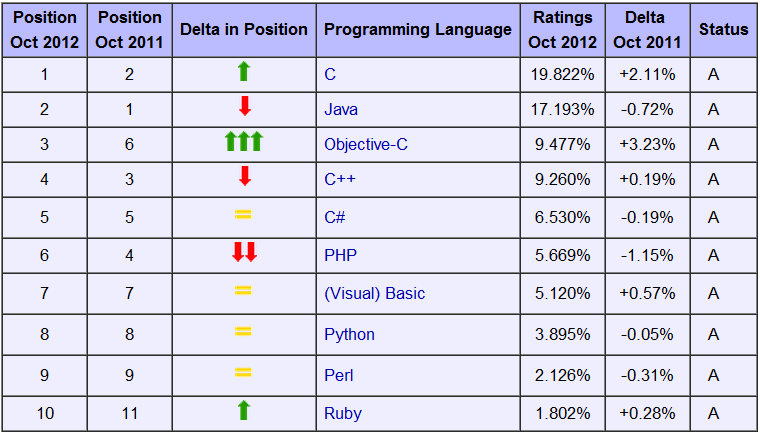 Position Oct 2012 Position Oct 2011 Delta in Position Programming Language Ratings Oct 2012 Delta Oct 2011 Status
1 2 C 19.822% +2.11% A
2 1 Java 17.193% -0.72% A
3 6 Objective-C 9.477% +3.23% A
4 3 C++ 9.260% +0.19% A
5 5 = C# 6.530% -0.19% A
6 4 PHP 5.669% -1.15% A
7 7 = (Visual) Basic 5.120% +0.57% A
8 8 = Python 3.895% -0.05% A
9 9 = Perl 2.126% -0.31% A
10 11 Ruby 1.802% +0.28% A